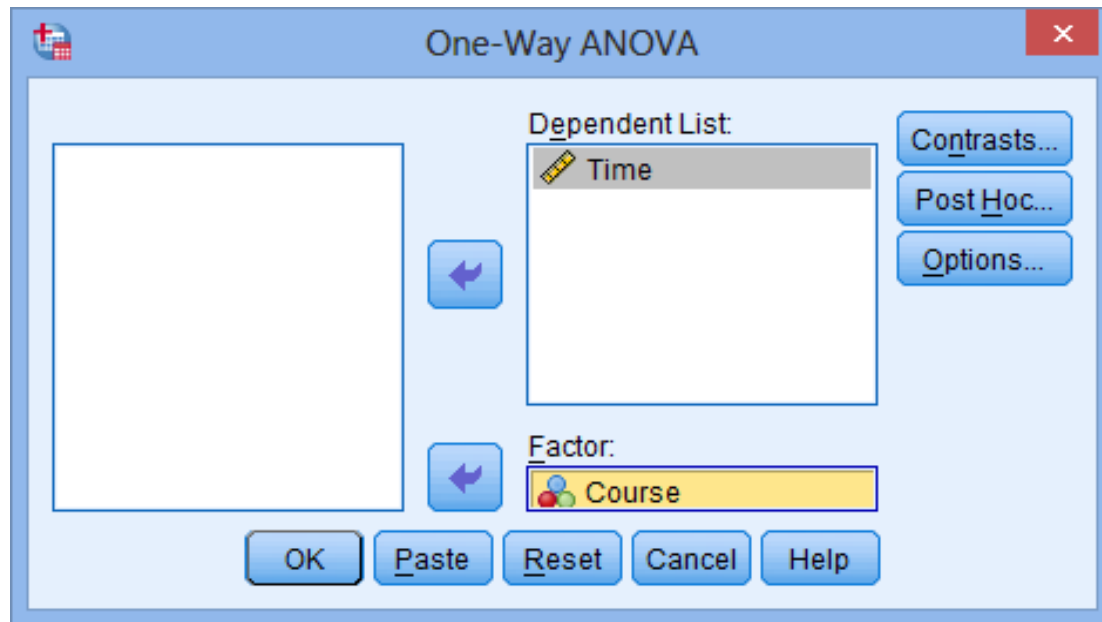 One-Way ANOVA
Dependent List:
Time
Contrasts...
Post Hoc...
Options...
Factor:
Course
OK Paste Reset Cancel Help